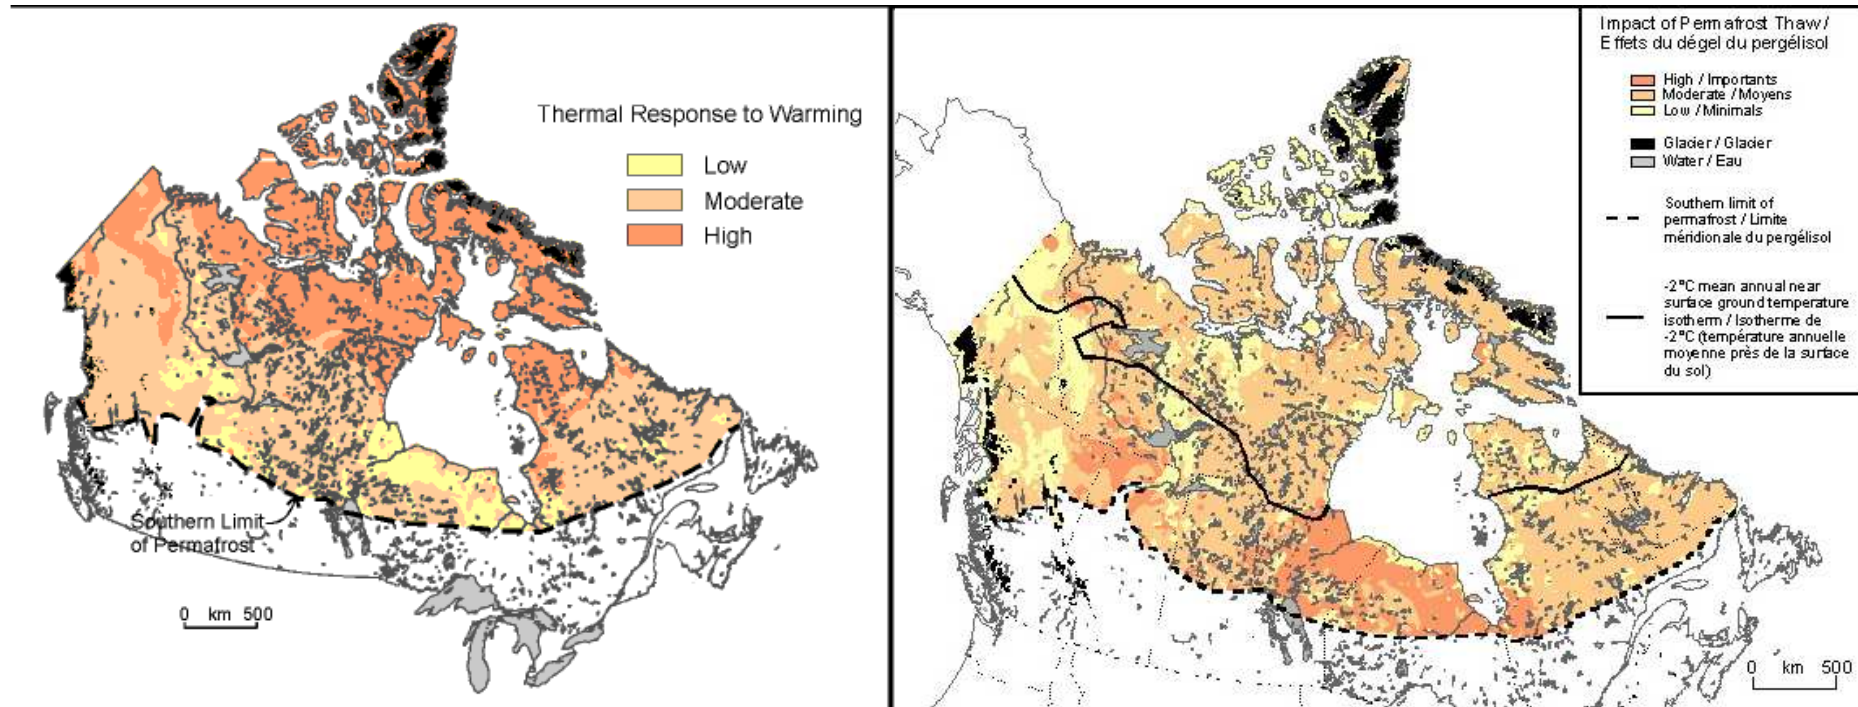 Thermal Response to Warming
Low
Moderate
High
Southern Limit
of Permafrost
0 km 500
Impact of Permafrost Thaw /
Effets du dégel du pergélisol
High / Importants
Moderate / Moyens
Low / Minimals
Glacier / Glacier
Water / Eau
Southern limit of
permafrost / Limite
méridionale du pergélisol
-2°C mean annual near
surface ground temperature
isotherm / Isotherme de
-2°C (température annuelle
moyenne près de la surface
du sol)
0 km 500